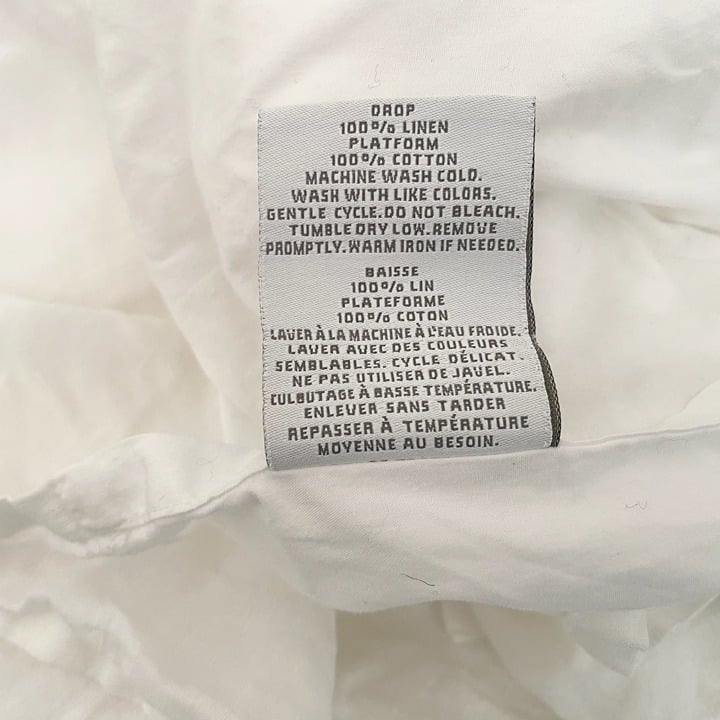 DROP
100% LINEN
PLATFORM
100% COTTON
MACHINE WASH COLD.
WASH WITH LIKE COLORS.
GENTLE CYCLE.DO NOT BLEACH.
TUMBLE DRY LOW.REMOVE
PROMPTLY.WARM IRON IF NEEDED.
BAISSE
100% LIN
PLATEFORME
100% COTON
LAVER À LA MACHINE À L'EAU FROIDE.
LAVER AVEC DES COULEURS
SEMBLABLES. CYCLE DÉLICAT.
NE PAS UTILISER DE JAVEL.
CULBUTAGE À BASSE TEMPÉRATURE.
ENLEVER SANS TARDER
REPASSER À TEMPÉRATURE
MOYENNE AU BESOIN.